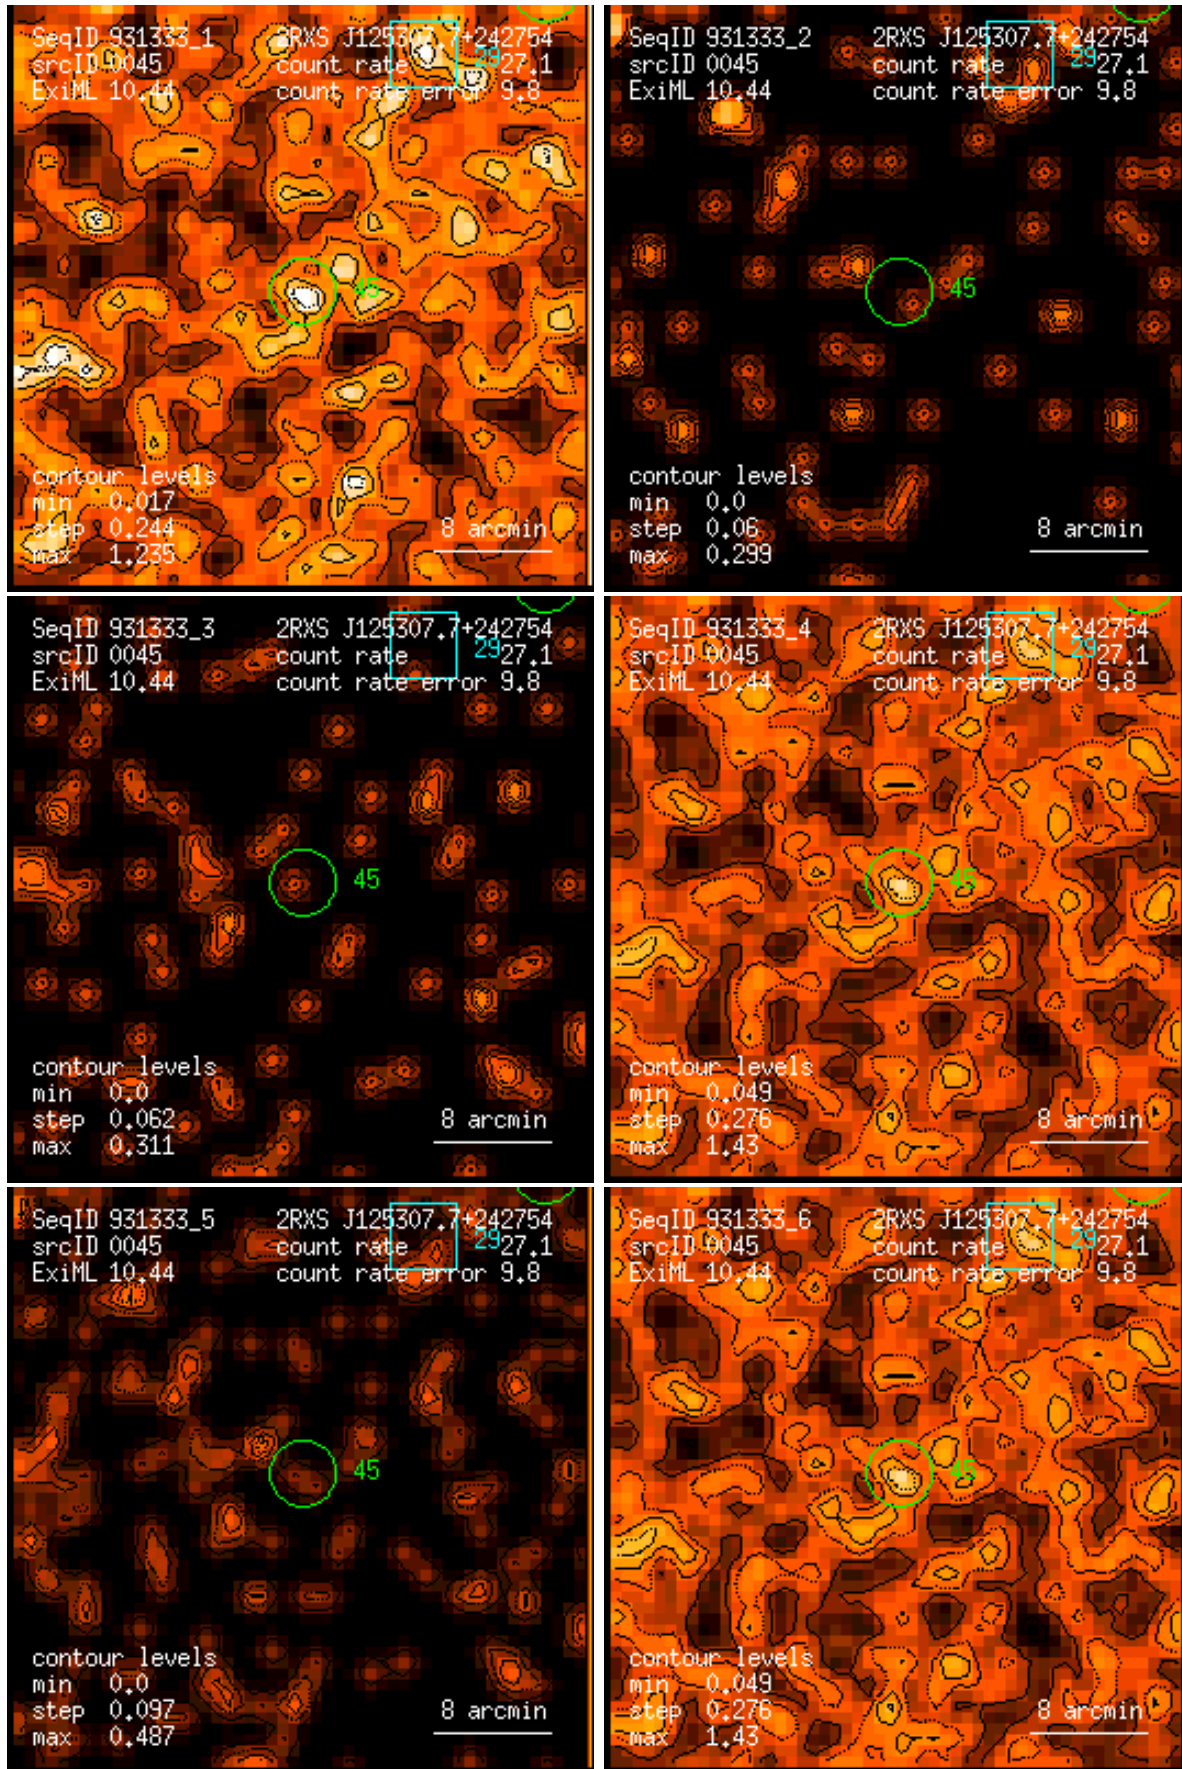 SeqID 931333_1 2RXS J125307.7+242754
srcID 0045 count rate 27.1
ExiML 10.44 count rate error 9.8
29
45
contour levels
min 0.017
step 0.244
max 1.235
8 arcmin
SeqID 931333_2 2RXS J125307.7+242754
srcID 0045 count rate 27.1
ExiML 10.44 count rate error 9.8
29
45
contour levels
min 0.0
step 0.06
max 0.299
8 arcmin
SeqID 931333_3 2RXS J125307.7+242754
srcID 0045 count rate 27.1
ExiML 10.44 count rate error 9.8
29
45
contour levels
min 0.0
step 0.062
max 0.311
8 arcmin
SeqID 931333_4 2RXS J125307.7+242754
srcID 0045 count rate 27.1
ExiML 10.44 count rate error 9.8
29
45
contour levels
min 0.049
step 0.276
max 1.43
8 arcmin
SeqID 931333_5 2RXS J125307.7+242754
srcID 0045 count rate 27.1
ExiML 10.44 count rate error 9.8
29
45
contour levels
min 0.0
step 0.097
max 0.487
8 arcmin
SeqID 931333_6 2RXS J125307.7+242754
srcID 0045 count rate 27.1
ExiML 10.44 count rate error 9.8
29
45
contour levels
min 0.049
step 0.276
max 1.43
8 arcmin